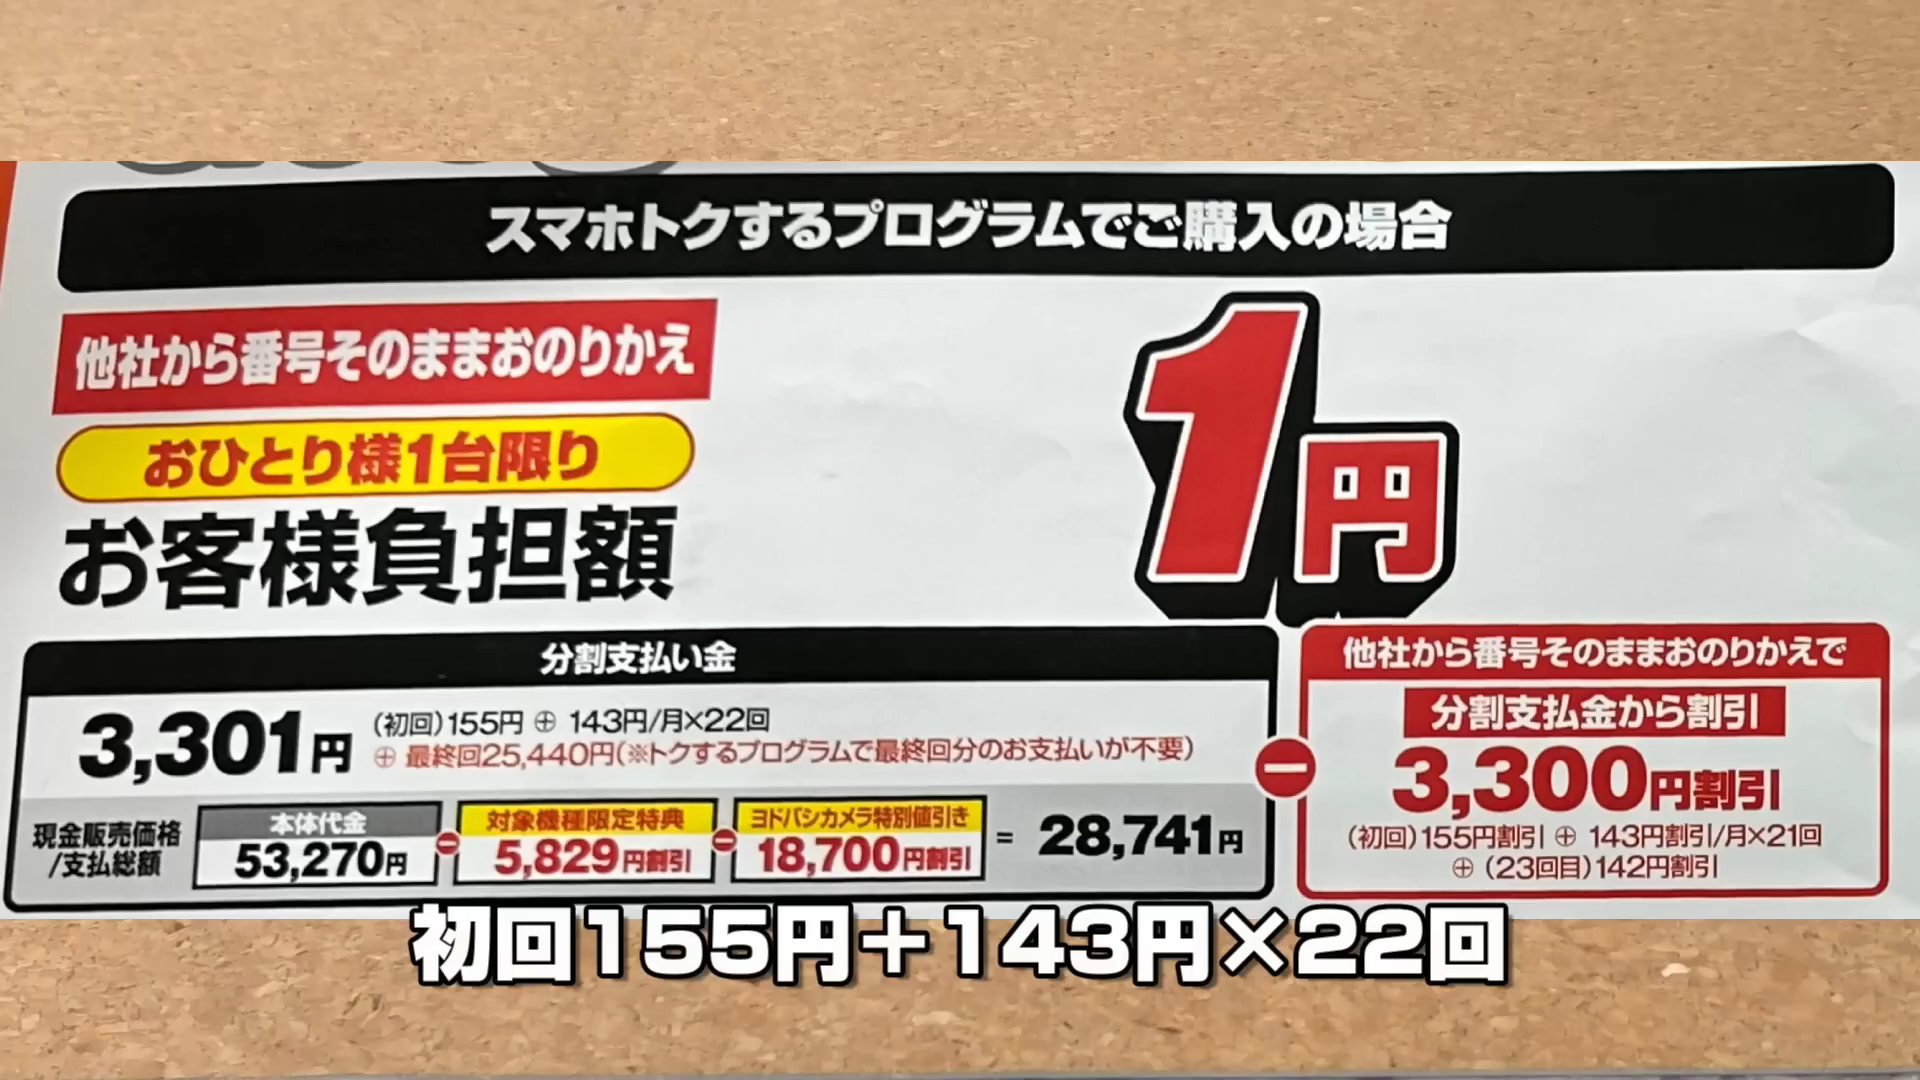 スマホトクするプログラムでご購入の場合
他社から番号そのままおのりかえ
おひとり様1台限り
お客様負担額
1円
分割支払い金
3,301円
(初回)155円⊕143円/月×22回
⊕最終回25,440円(※トクするプログラムで最終回分のお支払いが不要)
現金販売価格
/支払総額
本体代金
53,270円
−
対象機種限定特典
5,829円割引
−
ヨドバシカメラ特別値引き
18,700円割引
=
28,741円
−
他社から番号そのままおのりかえで
分割支払金から割引
3,300円割引
(初回)155円割引⊕143円割引/月×21回
⊕(23回目)142円割引
初回155円+143円×22回